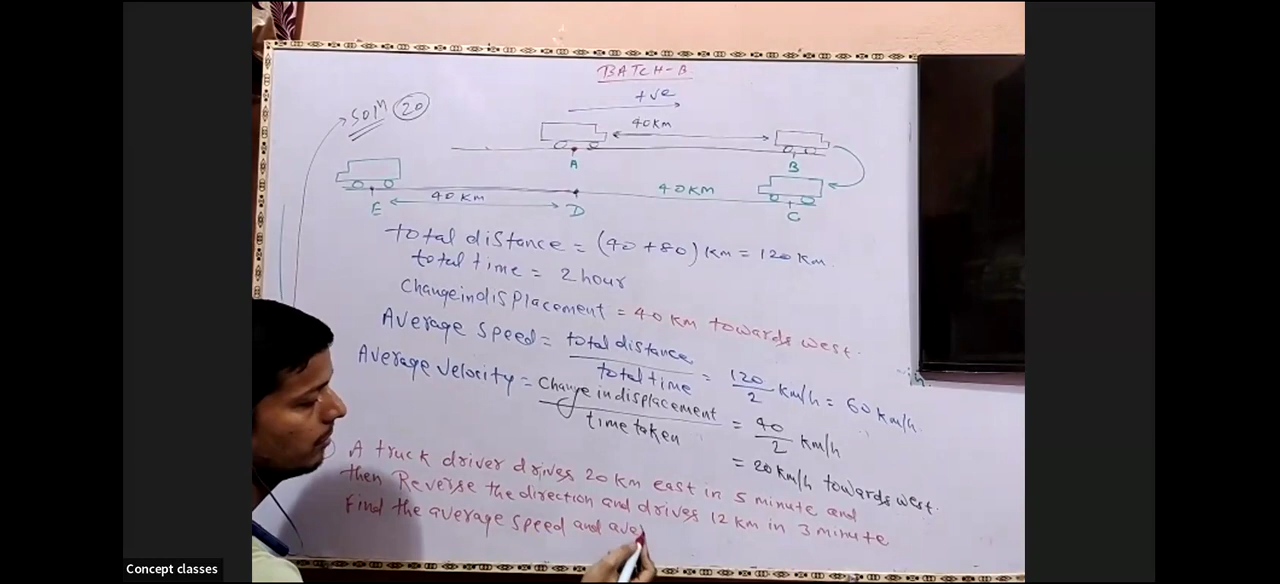 BATCH-B
+ve
SOlⁿ 20
40KM
A
B
40 KM
40KM
E
D
C
total distance = (40+80) KM = 120 KM.
total time = 2 hour
Change in displacement = 40 KM towards west.
Average speed = total distance / total time = 120/2 km/h = 60 km/h.
Average velocity = Change in displacement / time taken = 40/2 km/h
= 20 km/h towards west.
A truck driver drives 20 km east in 5 minute and
then Reverse the direction and drives 12 km in 3 minute
Find the average speed and ave
Concept classes